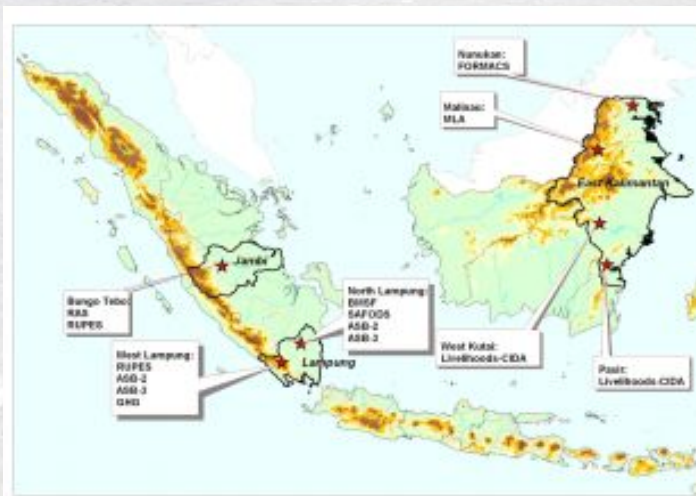 Nunukan:
FORMACS
Malinau:
MLA
East Kalimantan
Jambi
Bungo Tebo:
RAS
RUPES
North Lampung:
BMSF
SAFODS
ASB-2
ASB-3
West Lampung:
RUPES
ASB-2
ASB-3
GHG
Lampung
West Kutai:
Livelihoods-CIDA
Pasir:
Livelihoods-CIDA